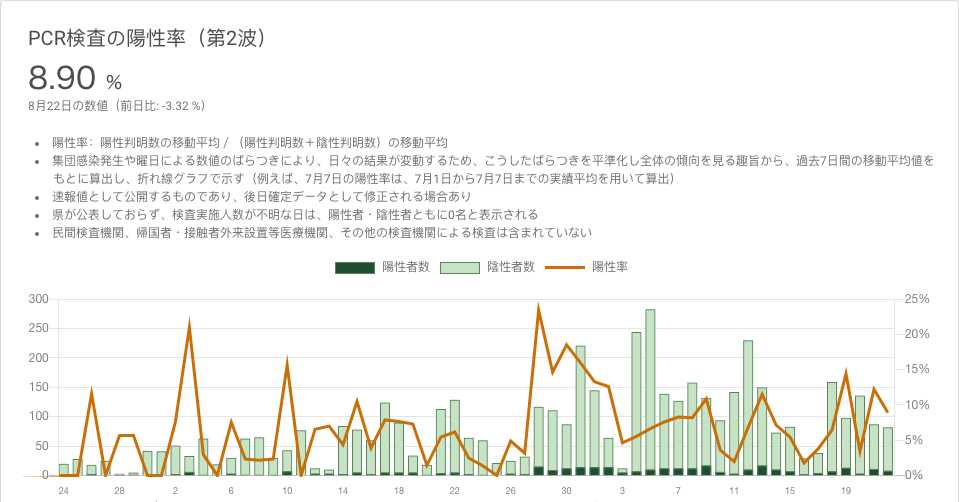 PCR検査の陽性率（第2波）
8.90 %
8月22日の数値（前日比: -3.32 %）
• 陽性率：陽性判明数の移動平均 / （陽性判明数＋陰性判明数）の移動平均
• 集団感染発生や曜日による数値のばらつきにより、日々の結果が変動するため、こうしたばらつきを平準化し全体の傾向を見る趣旨から、過去7日間の移動平均値を
もとに算出し、折れ線グラフで示す（例えば、7月7日の陽性率は、7月1日から7月7日までの実績平均を用いて算出）
• 速報値として公開するものであり、後日確定データとして修正される場合あり
• 県が公表しておらず、検査実施人数が不明な日は、陽性者・陰性者ともに0名と表示される
• 民間検査機関、帰国者・接触者外来設置等医療機関、その他の検査機関による検査は含まれていない
陽性者数 陰性者数 陽性率
300 25%
250 20%
200
150 15%
100 10%
50 5%
0 0%
24 28 2 6 10 14 18 22 26 30 3 7 11 15 19